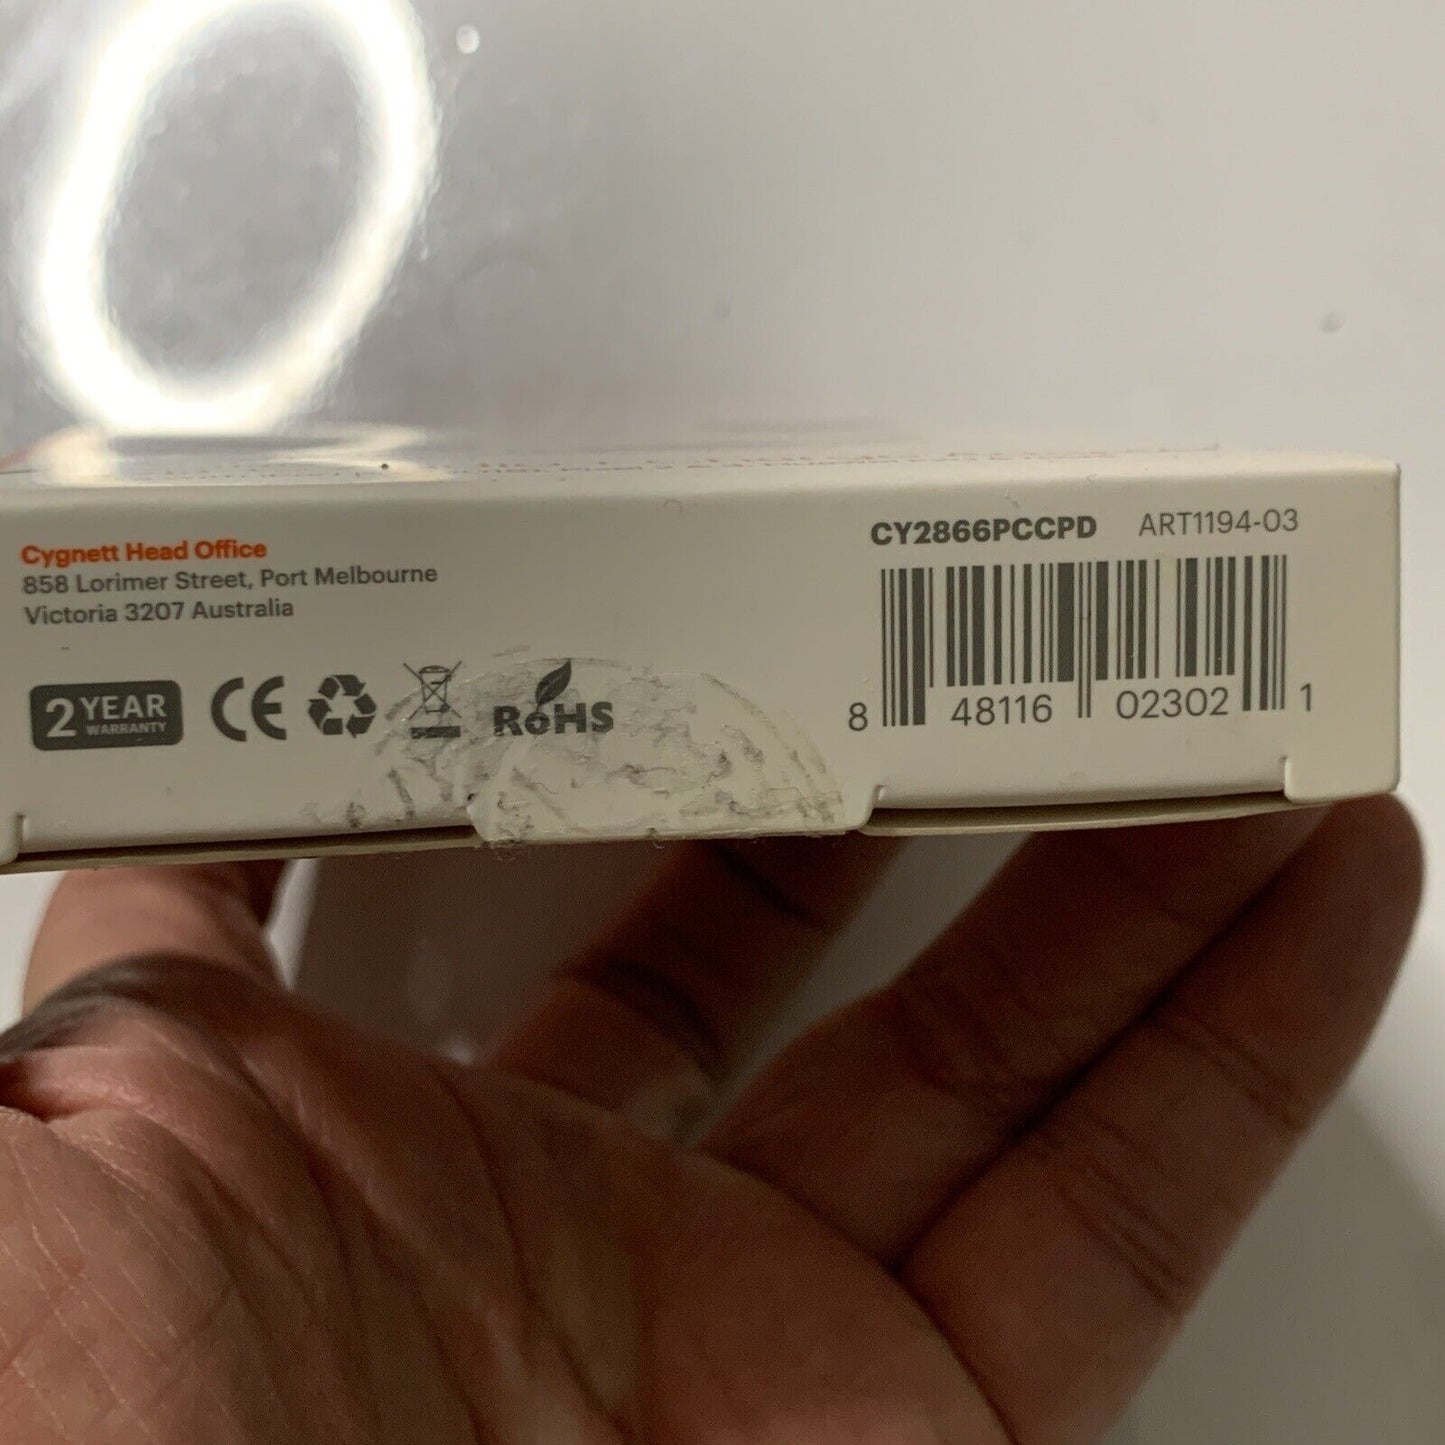 Cygnett Head Office
858 Lorimer Street, Port Melbourne
Victoria 3207 Australia
2 YEAR
WARRANTY
CE
RoHS
CY2866PCCPD ART1194-03
8 48116 02302 1